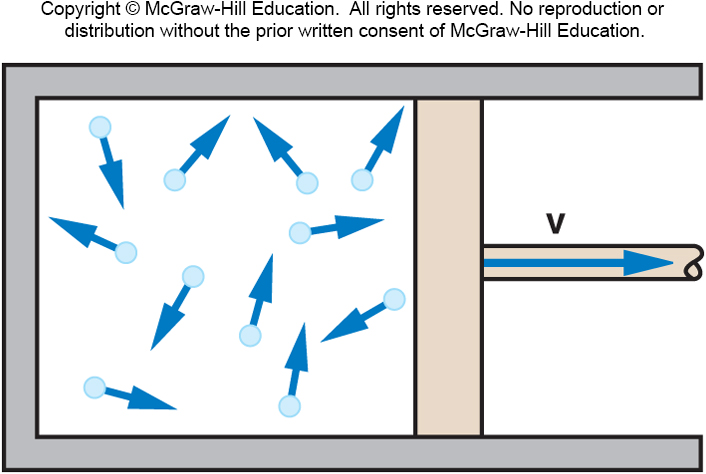 Copyright © McGraw-Hill Education.  All rights reserved. No reproduction or
distribution without the prior written consent of McGraw-Hill Education.
V